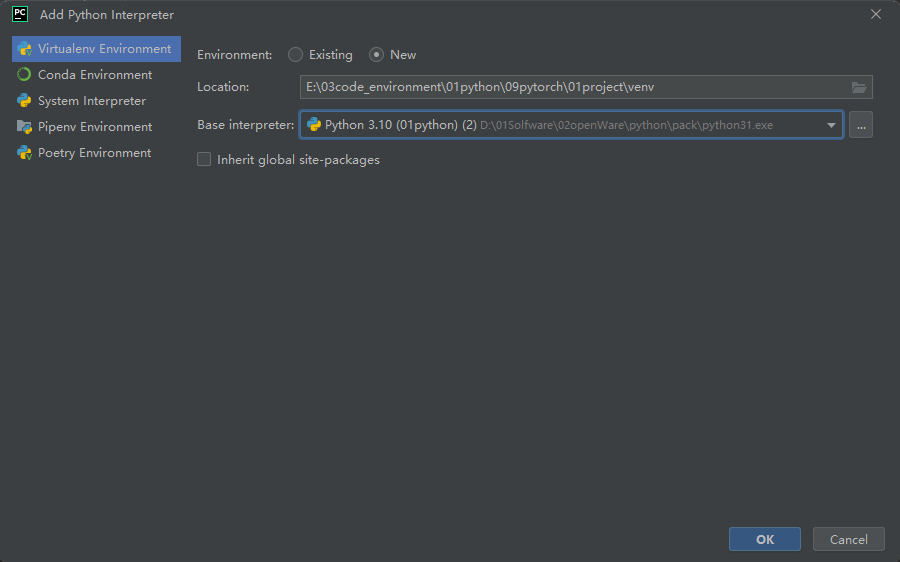 PC Add Python Interpreter
Virtualenv Environment
Conda Environment
System Interpreter
Pipenv Environment
Poetry Environment
Environment: Existing New
Location: E:\03code_environment\01python\09pytorch\01project\venv
Base interpreter: Python 3.10 (01python) (2) D:\01Solfware\02openWare\python\pack\python31.exe ...
Inherit global site-packages
OK Cancel